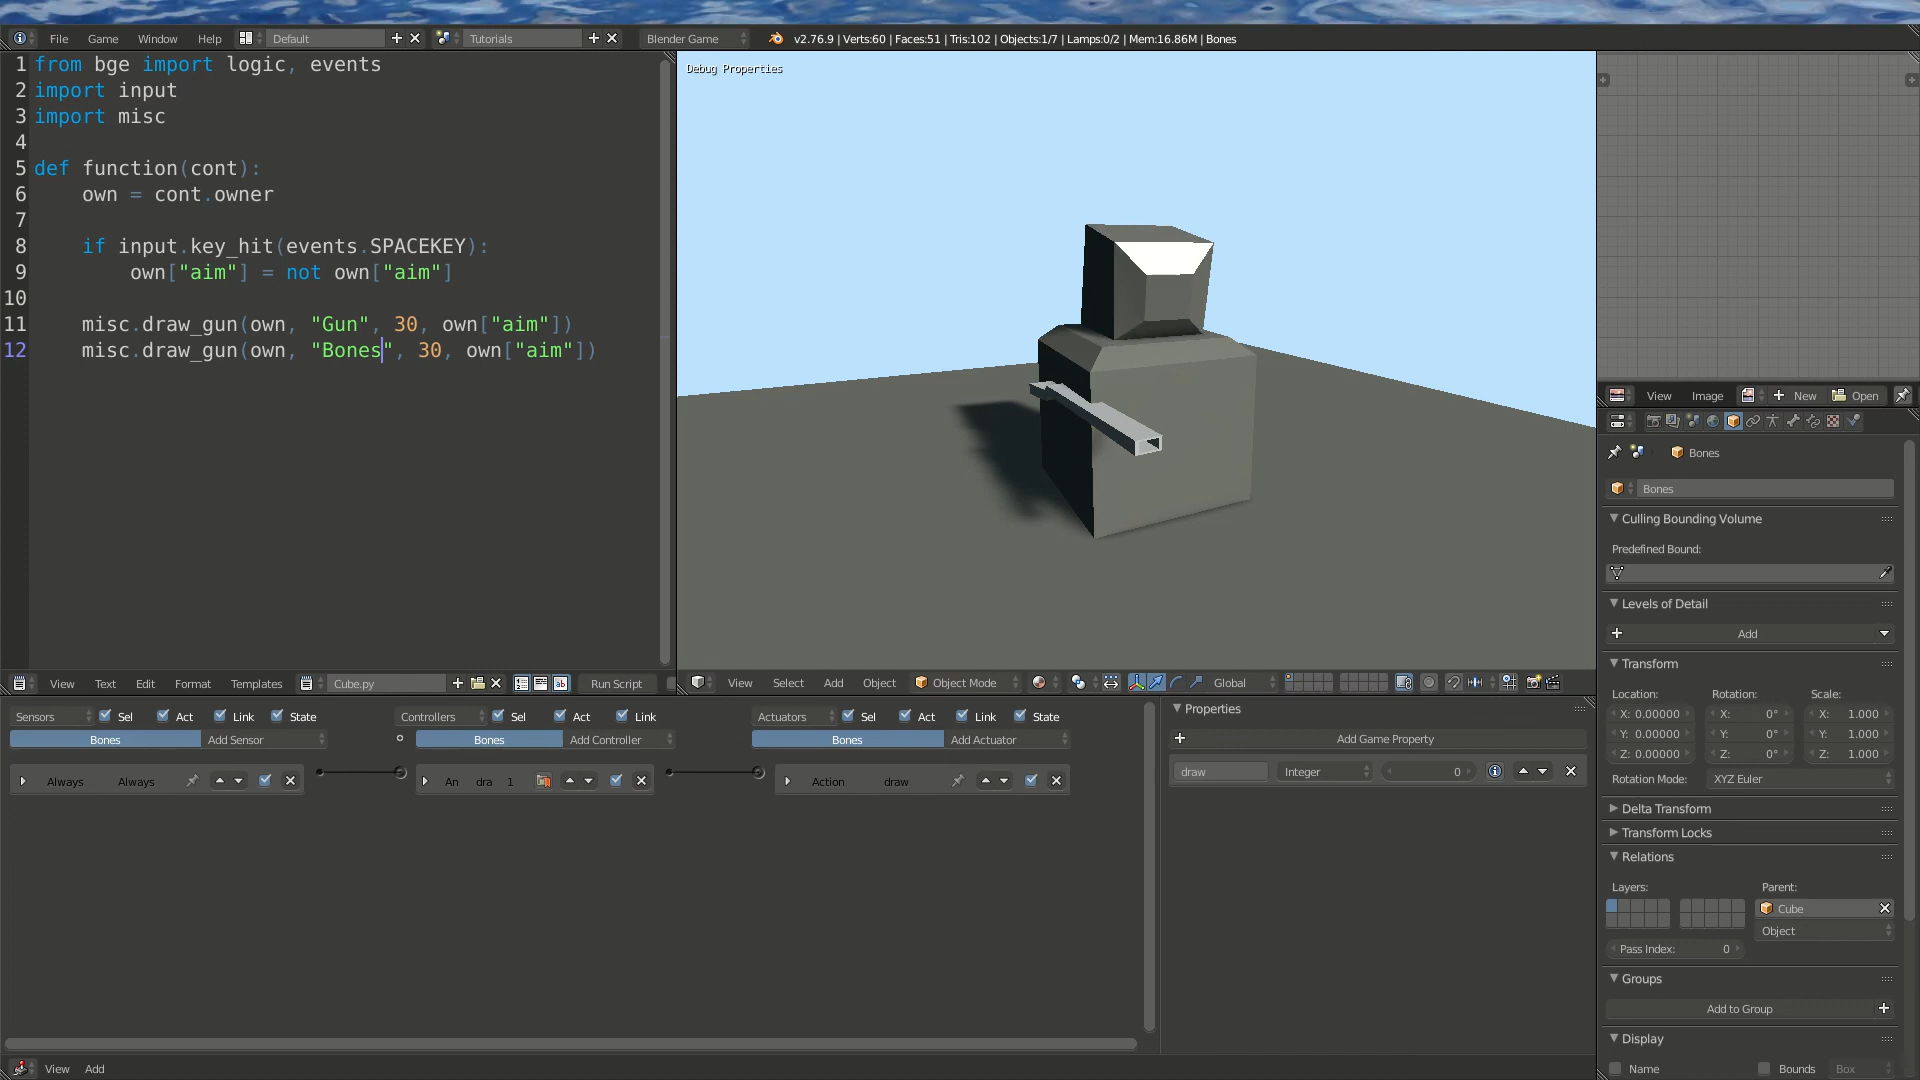 File Game Window Help Default Tutorials Blender Game v2.76.9 | Verts:60 | Faces:51 | Tris:102 | Objects:1/7 | Lamps:0/2 | Mem:16.86M | Bones
1 from bge import logic, events
2 import input
3 import misc
4
5 def function(cont):
6 own = cont.owner
7
8 if input.key_hit(events.SPACEKEY):
9 own["aim"] = not own["aim"]
10
11 misc.draw_gun(own, "Gun", 30, own["aim"])
12 misc.draw_gun(own, "Bones", 30, own["aim"])
Debug Properties
View Image New Open
Bones
Bones
Culling Bounding Volume
Predefined Bound:
Levels of Detail
Add
Transform
Location: Rotation: Scale:
X: 0.00000 X: 0° X: 1.000
Y: 0.00000 Y: 0° Y: 1.000
Z: 0.00000 Z: 0° Z: 1.000
Rotation Mode: XYZ Euler
Delta Transform
Transform Locks
Relations
Layers: Parent:
Cube
Object
Pass Index: 0
Groups
Add to Group
Display
Name Bounds Box
View Text Edit Format Templates Cube.py Run Script
View Select Add Object Object Mode Global
Sensors Sel Act Link State Controllers Sel Act Link Actuators Sel Act Link State
Bones Add Sensor Bones Add Controller Bones Add Actuator
Always Always An dra 1 Action draw
Properties
Add Game Property
draw Integer 0
View Add